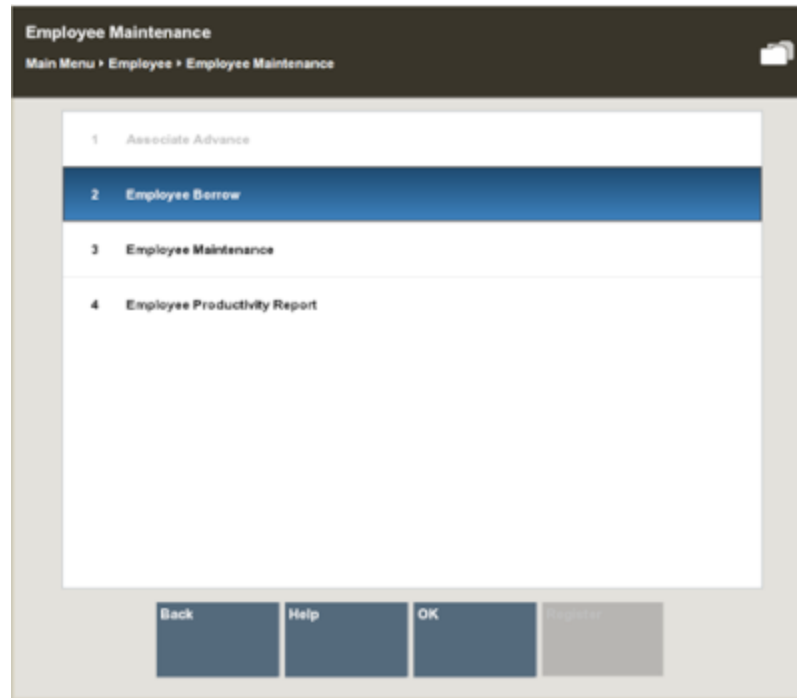 Employee Maintenance
Main Menu ▸ Employee ▸ Employee Maintenance
1 Associate Advance
2 Employee Borrow
3 Employee Maintenance
4 Employee Productivity Report
Back Help OK Register